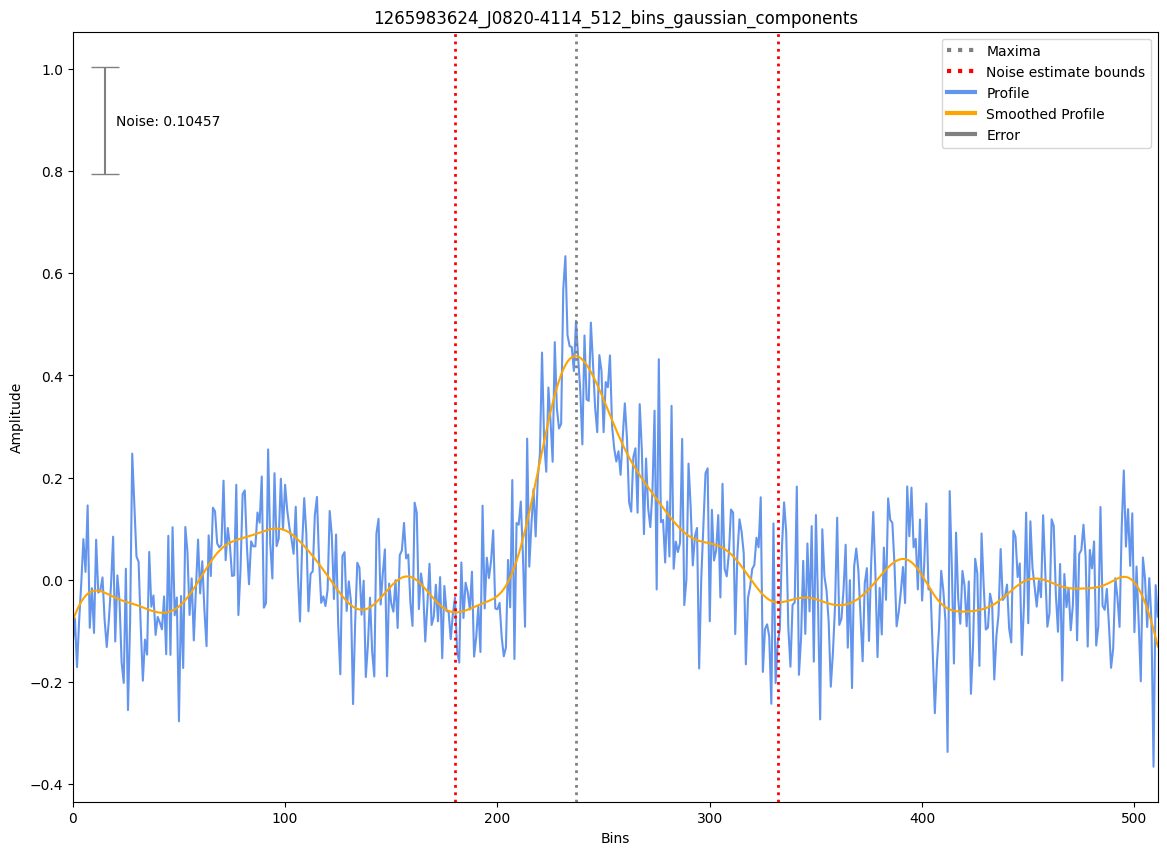 1265983624_J0820-4114_512_bins_gaussian_components
Maxima
Noise estimate bounds
Profile
Smoothed Profile
Error
Noise: 0.10457
1.0
0.8
0.6
0.4
0.2
0.0
−0.2
−0.4
Amplitude
0 100 200 300 400 500
Bins